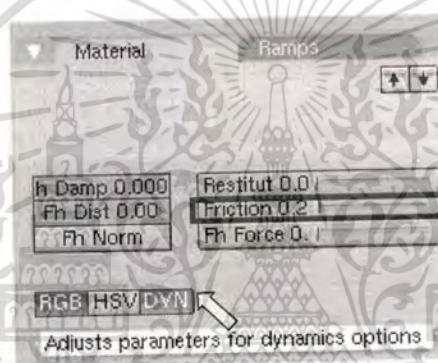 Material Ramps
h Damp 0.000 Restitut 0.0
Fh Dist 0.00 Friction 0.2
Fh Norm Fh Force 0.
RGB HSV DYN
Adjusts parameters for dynamics options